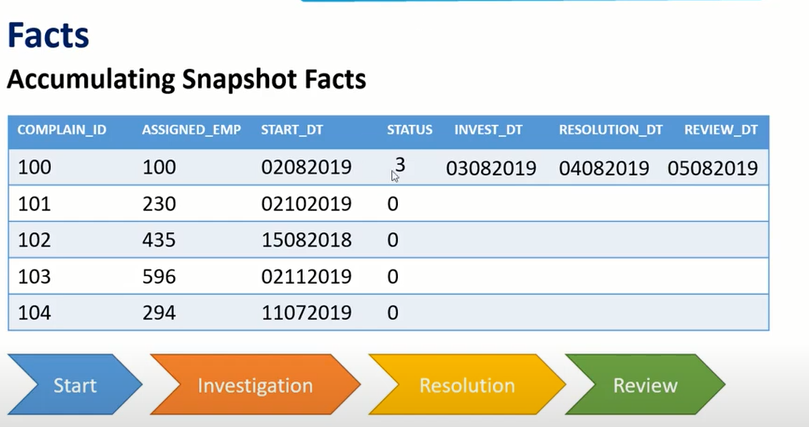 Facts
Accumulating Snapshot Facts
COMPLAIN_ID ASSIGNED_EMP START_DT STATUS INVEST_DT RESOLUTION_DT REVIEW_DT
100 100 02082019 3 03082019 04082019 05082019
101 230 02102019 0
102 435 15082018 0
103 596 02112019 0
104 294 11072019 0
Start Investigation Resolution Review